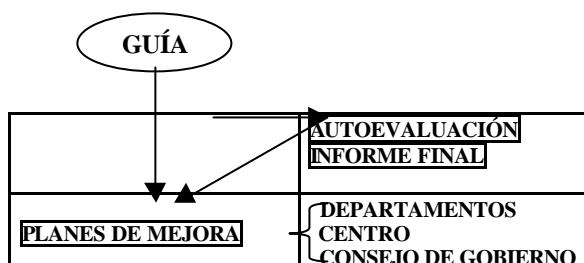 GUÍA
AUTOEVALUACIÓN
INFORME FINAL
PLANES DE MEJORA
DEPARTAMENTOS
CENTRO
CONSEJO DE GOBIERNO